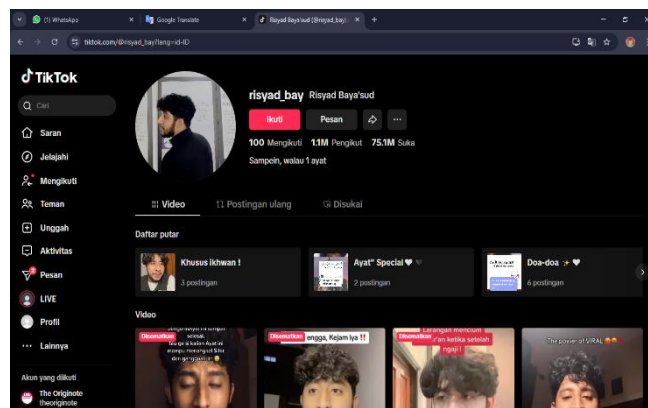 (1) WhatsApp
Google Translate
Risyad Baya'sud (@risyad_bay)
tiktok.com/@risyad_bay?lang=id-ID
TikTok
Cari
Saran
Jelajahi
Mengikuti
Teman
Unggah
Aktivitas
Pesan
LIVE
Profil
Lainnya
Akun yang diikuti
The Originote
theoriginote
risyad_bay Risyad Baya'sud
Ikuti Pesan
100 Mengikuti 1.1M Pengikut 75.1M Suka
Sampein, walau 1 ayat
Video Postingan ulang Disukai
Daftar putar
Khusus ikhwan !
3 postingan
Ayat" Special
2 postingan
Doa-doa
6 postingan
Video
Disematkan
selesai,
Disematkan engga, Kejam iya !!
Disematkan
Larangan mencium
ketika setelah
ngaji!
The power of VIRAL